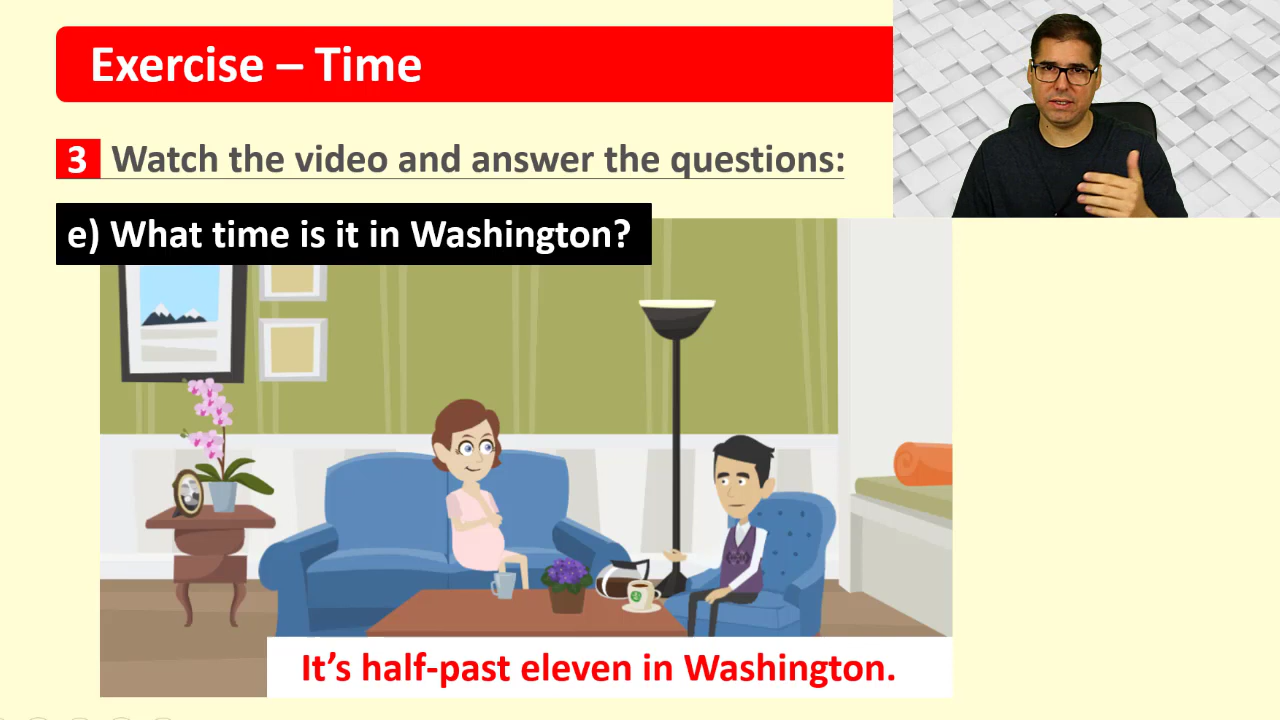 Exercise – Time
3 Watch the video and answer the questions:
e) What time is it in Washington?
It’s half-past eleven in Washington.